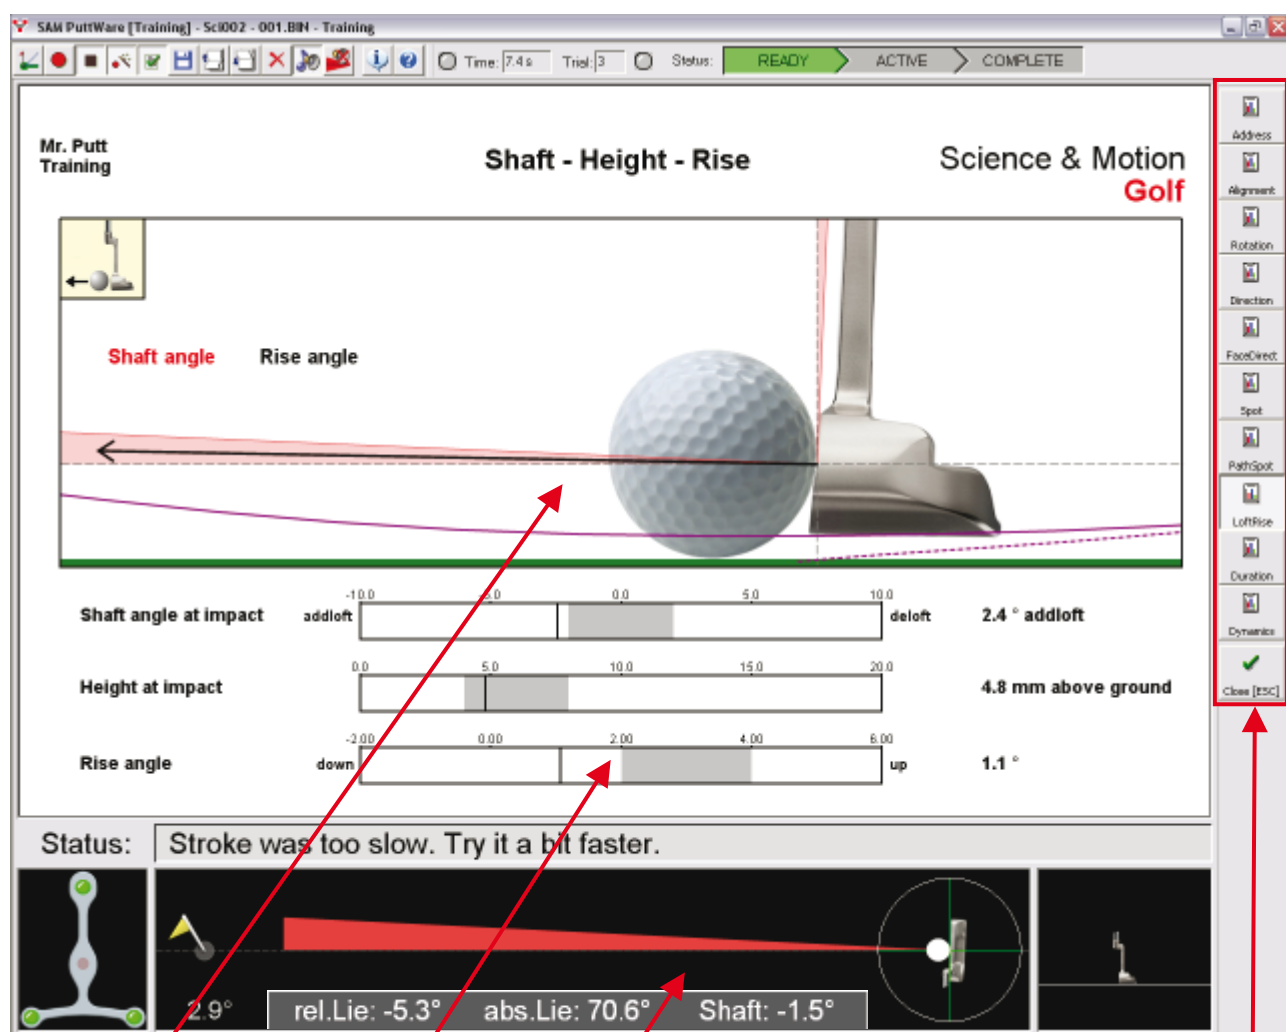 SAM PuttWare [Training] - Sci002 - 001.BIN - Training
Time: 7.4 s Trial: 3 Status: READY ACTIVE COMPLETE
Mr. Putt
Training
Shaft - Height - Rise
Science & Motion
Golf
Shaft angle Rise angle
-10.0 -5.0 0.0 5.0 10.0
Shaft angle at impact addloft deloft 2.4 ° addloft
0.0 5.0 10.0 15.0 20.0
Height at impact 4.8 mm above ground
-2.00 0.00 2.00 4.00 6.00
Rise angle down up 1.1 °
Address
Alignment
Rotation
Direction
FaceDirect
Spot
PathSpot
LoftRise
Duration
Dynamics
Close [ESC]
Status: Stroke was too slow. Try it a bit faster.
2.9° rel.Lie: -5.3° abs.Lie: 70.6° Shaft: -1.5°